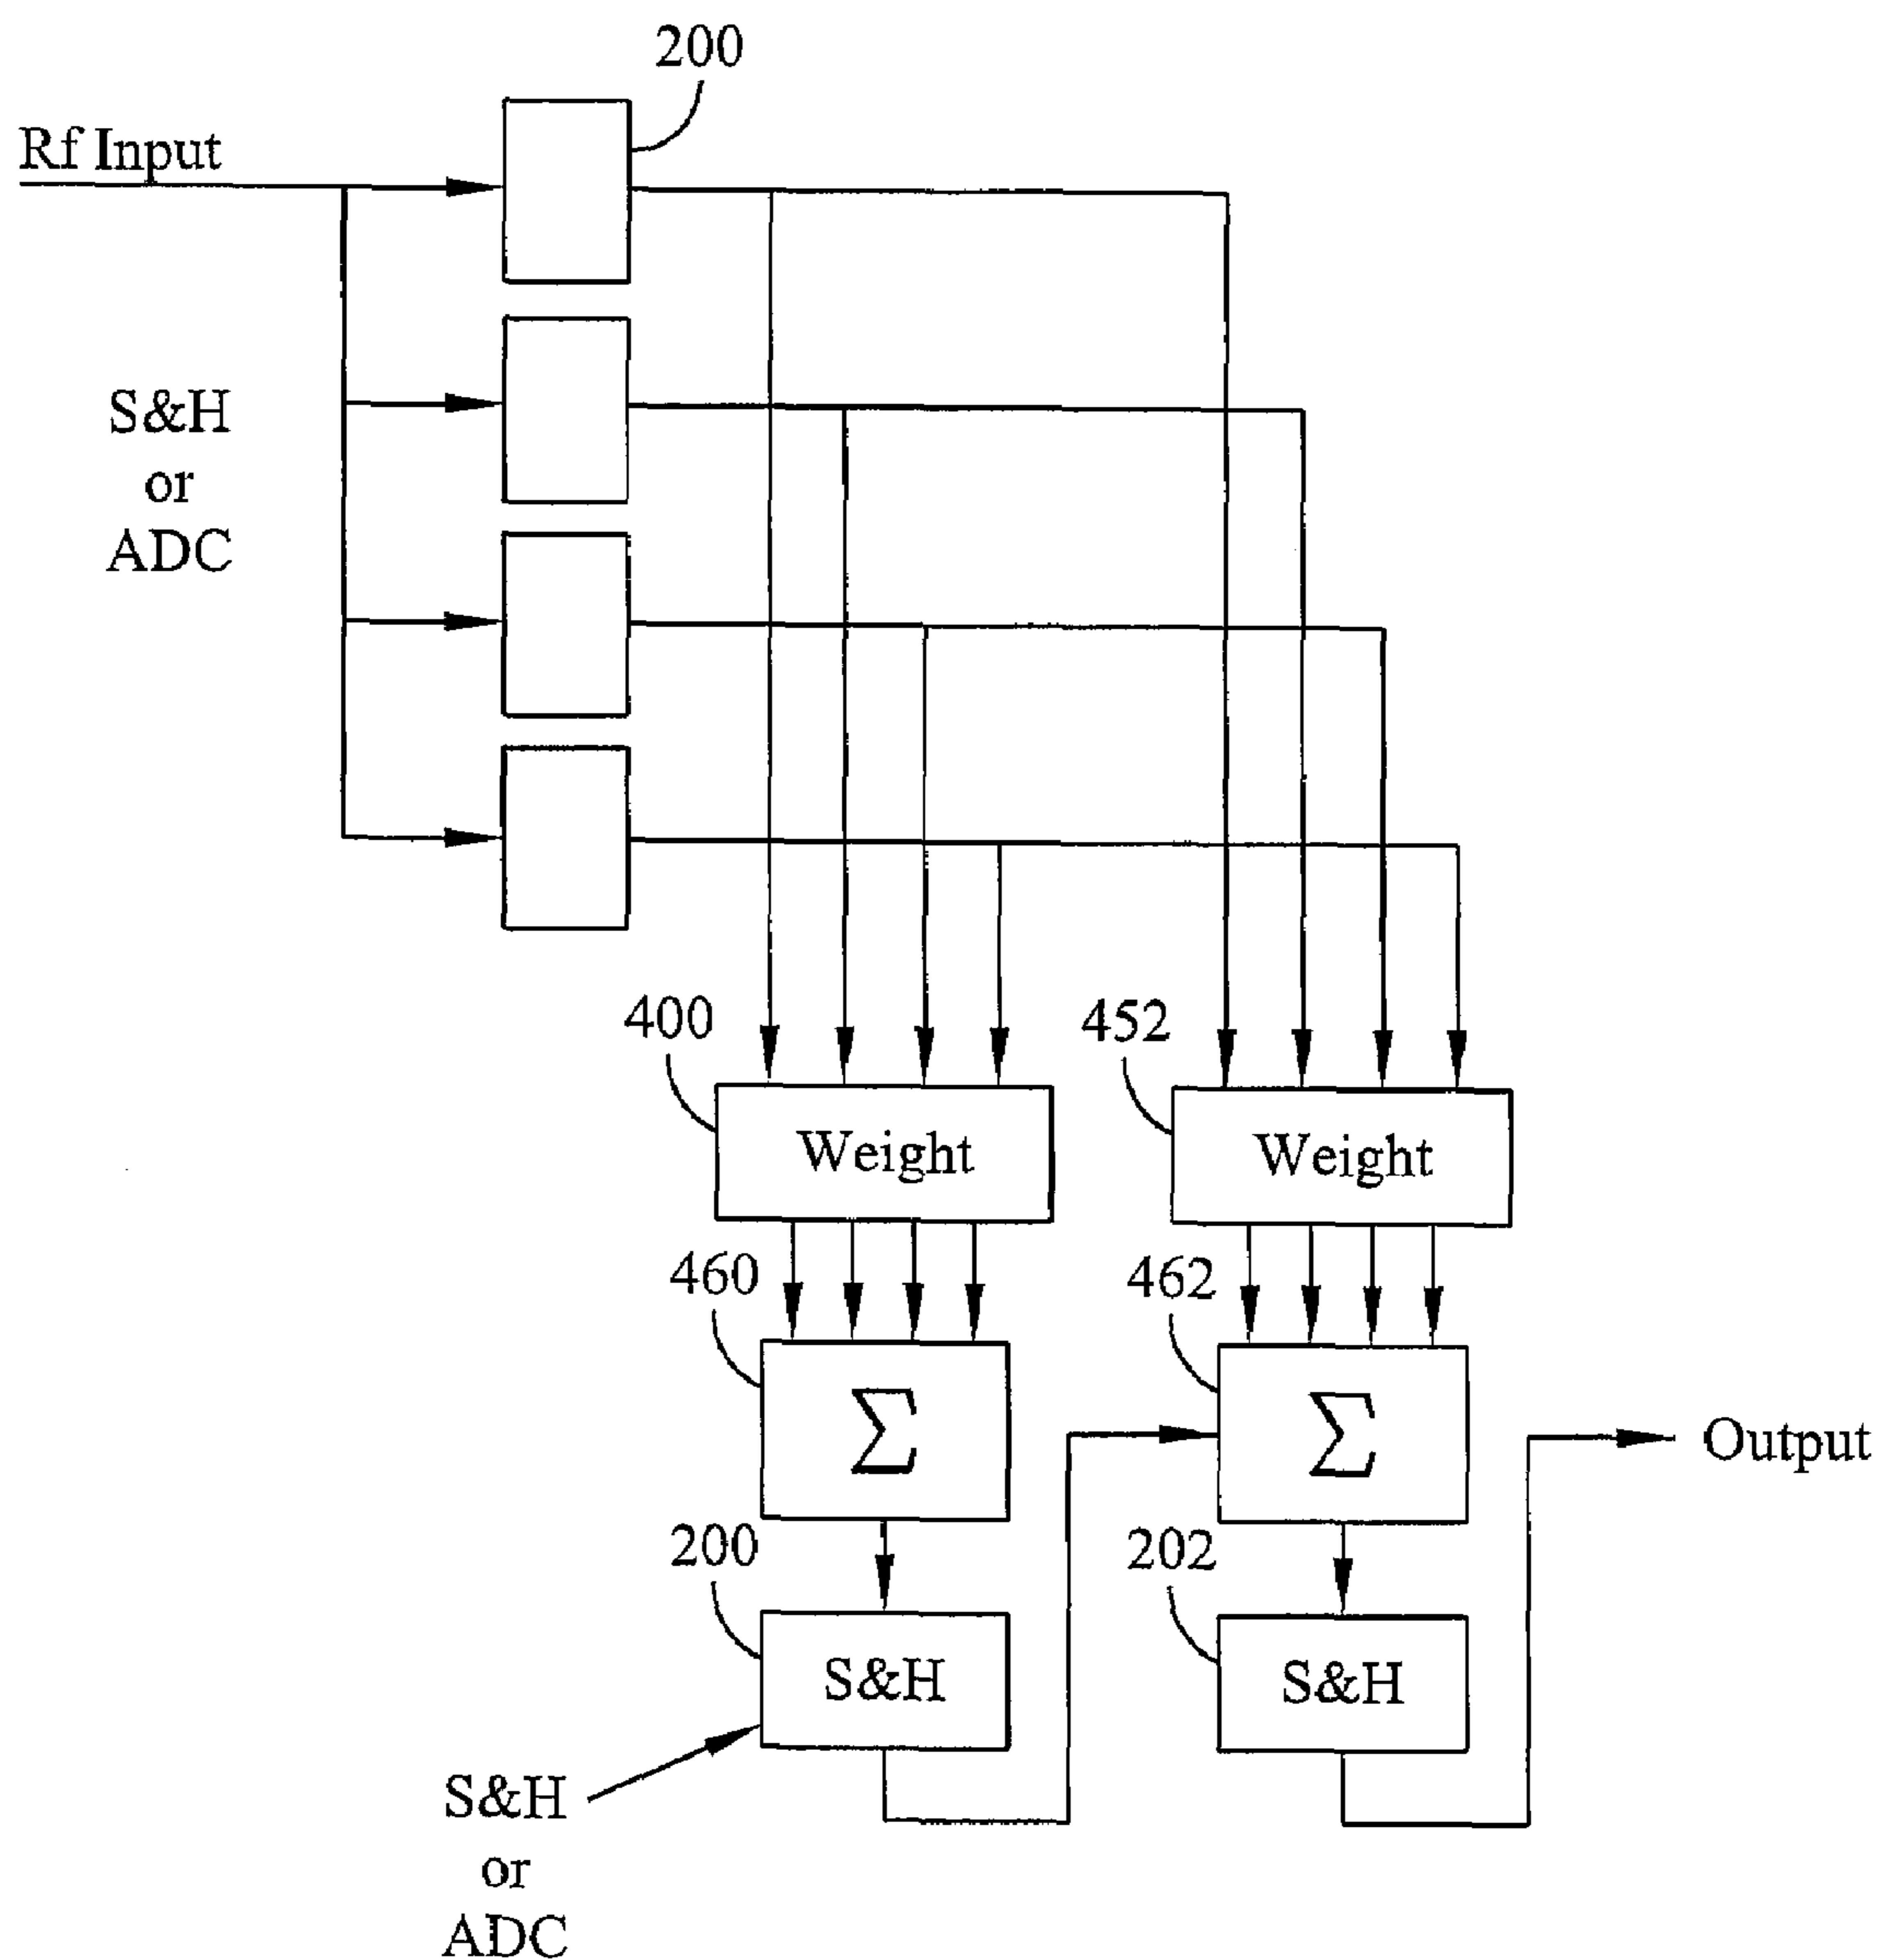 200
Rf Input
S&H
or
ADC
400
452
Weight
Weight
460
462
Σ
Σ
Output
200
202
S&H
S&H
S&H
or
ADC